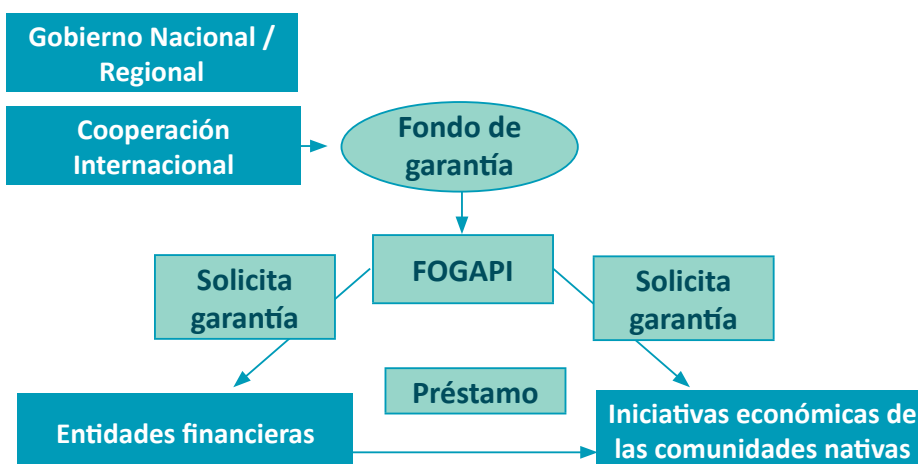 Gobierno Nacional /
Regional
Cooperación
Internacional
Fondo de
garantía
FOGAPI
Solicita
garantía
Solicita
garantía
Préstamo
Entidades financieras
Iniciativas económicas de
las comunidades nativas